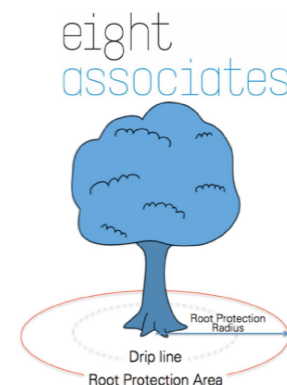 eight
associates
Root Protection
Radius
Drip line
Root Protection Area